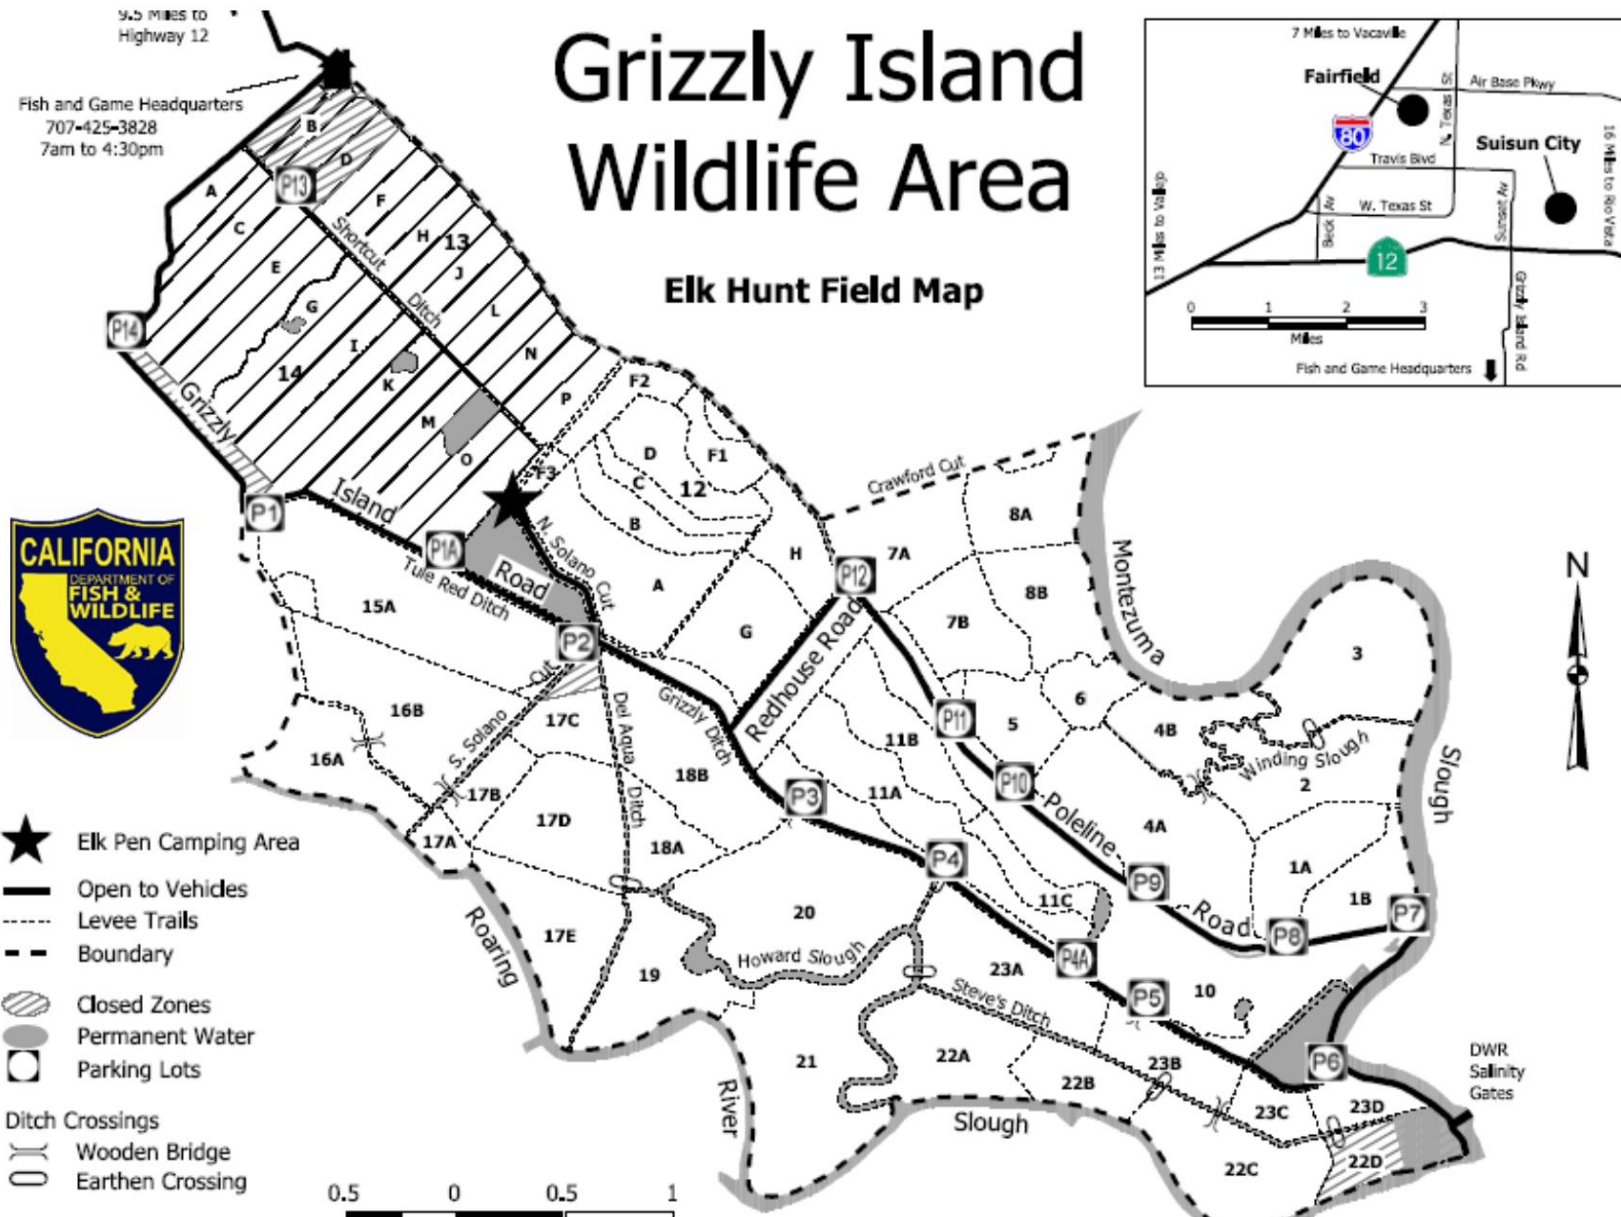 9.5 Miles to
Highway 12
Grizzly Island
Wildlife Area
Elk Hunt Field Map
Fish and Game Headquarters
707-425-3828
7am to 4:30pm
7 Miles to Vacaville
Fairfield
N. Texas St
Air Base Pkwy
80
Suisun City
Travis Blvd
16 Miles to Rio Vista
13 Miles to Vallejo
W. Texas St
Beck Av
Sunset Av
12
Grizzly Island Rd
0 1 2 3
Miles
Fish and Game Headquarters
B
D
P13
A
C
F
H
13
Shortcut
Ditch
E
J
G
L
P14
I
N
14
K
P
M
O
Grizzly
F2
D
F1
C
12
F3
B
Island
P1
P1A
Road
N. Solano Cut
Tule Red Ditch
A
H
G
Crawford Cut
8A
7A
P12
8B
7B
Montezuma
Redhouse Road
CALIFORNIA
DEPARTMENT OF
FISH &
WILDLIFE
15A
P2
N
3
6
Cut
S. Solano
16B
17C
Del Aqua Ditch
Grizzly Ditch
P11
5
4B
11B
Winding Slough
Slough
16A
18B
P10
2
17B
P3
11A
17D
Poleline
4A
17A
18A
P4
1A
P9
11C
1B
Road
P7
20
P8
17E
Roaring
Howard Slough
P4A
19
23A
10
P5
Steve's Ditch
21
22A
23B
P6
22B
DWR
Salinity
Gates
23C
23D
River
Slough
22C
22D
Elk Pen Camping Area
Open to Vehicles
Levee Trails
Boundary
Closed Zones
Permanent Water
Parking Lots
Ditch Crossings
Wooden Bridge
Earthen Crossing
0.5 0 0.5 1